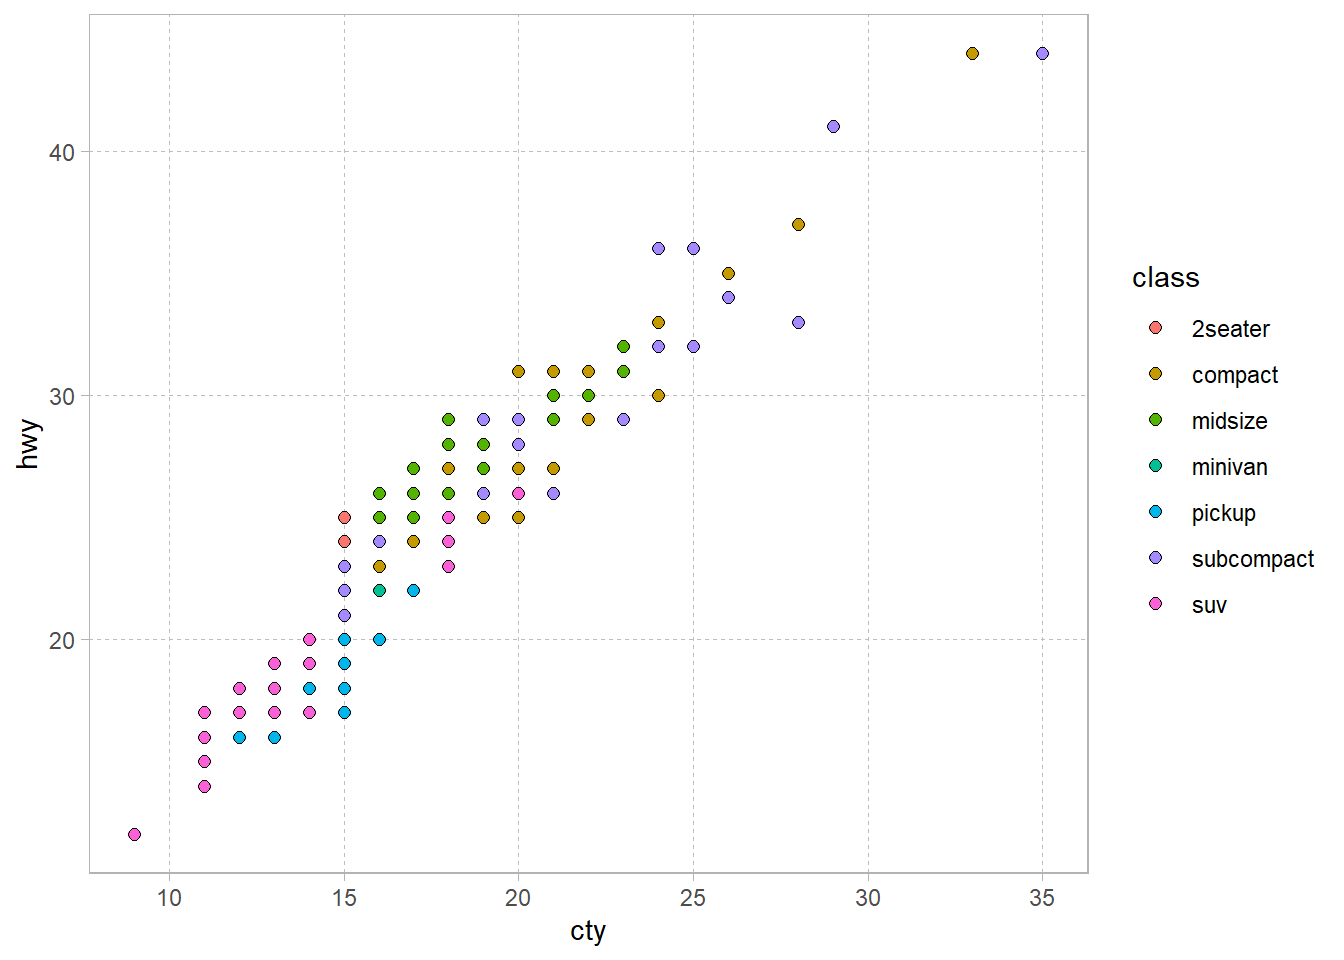 hwy
40
30
20
10 15 20 25 30 35
cty
class
2seater
compact
midsize
minivan
pickup
subcompact
suv